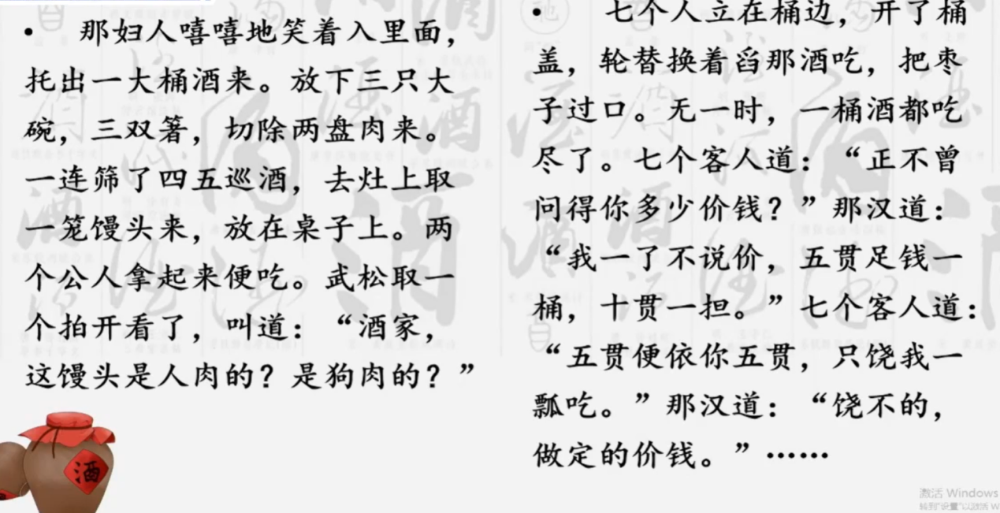 • 那妇人嘻嘻地笑着入里面，
托出一大桶酒来。放下三只大
碗，三双箸，切除两盘肉来。
一连筛了四五巡酒，去灶上取
一笼馒头来，放在桌子上。两
个公人拿起来便吃。武松取一
个拍开看了，叫道：“酒家，
这馒头是人肉的？是狗肉的？”
酒
• 七个人立在桶边，开了桶
盖，轮替换着舀那酒吃，把枣
子过口。无一时，一桶酒都吃
尽了。七个客人道：“正不曾
问得你多少价钱？”那汉道：
“我一了不说价，五贯足钱一
桶，十贯一担。”七个客人道：
“五贯便依你五贯，只饶我一
瓢吃。”那汉道：“饶不的，
做定的价钱。”……
激活 Windows
转到“设置”以激活 W